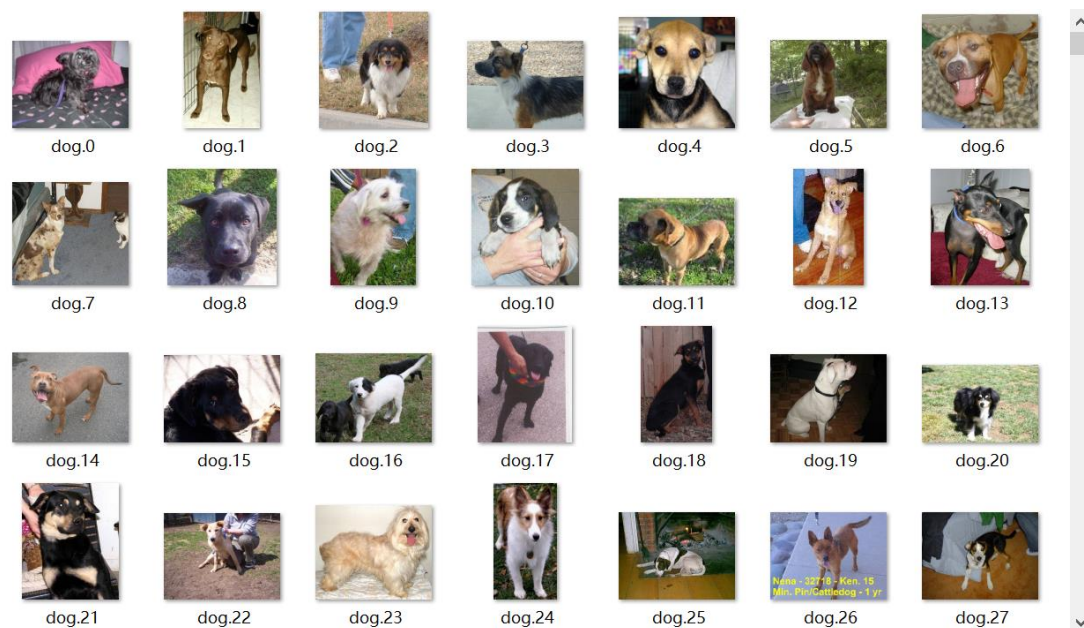 dog.0
dog.1
dog.2
dog.3
dog.4
dog.5
dog.6
dog.7
dog.8
dog.9
dog.10
dog.11
dog.12
dog.13
dog.14
dog.15
dog.16
dog.17
dog.18
dog.19
dog.20
Nena - 32718 - Ken. 15
Min. Pin/Cattledog - 1 yr
dog.21
dog.22
dog.23
dog.24
dog.25
dog.26
dog.27